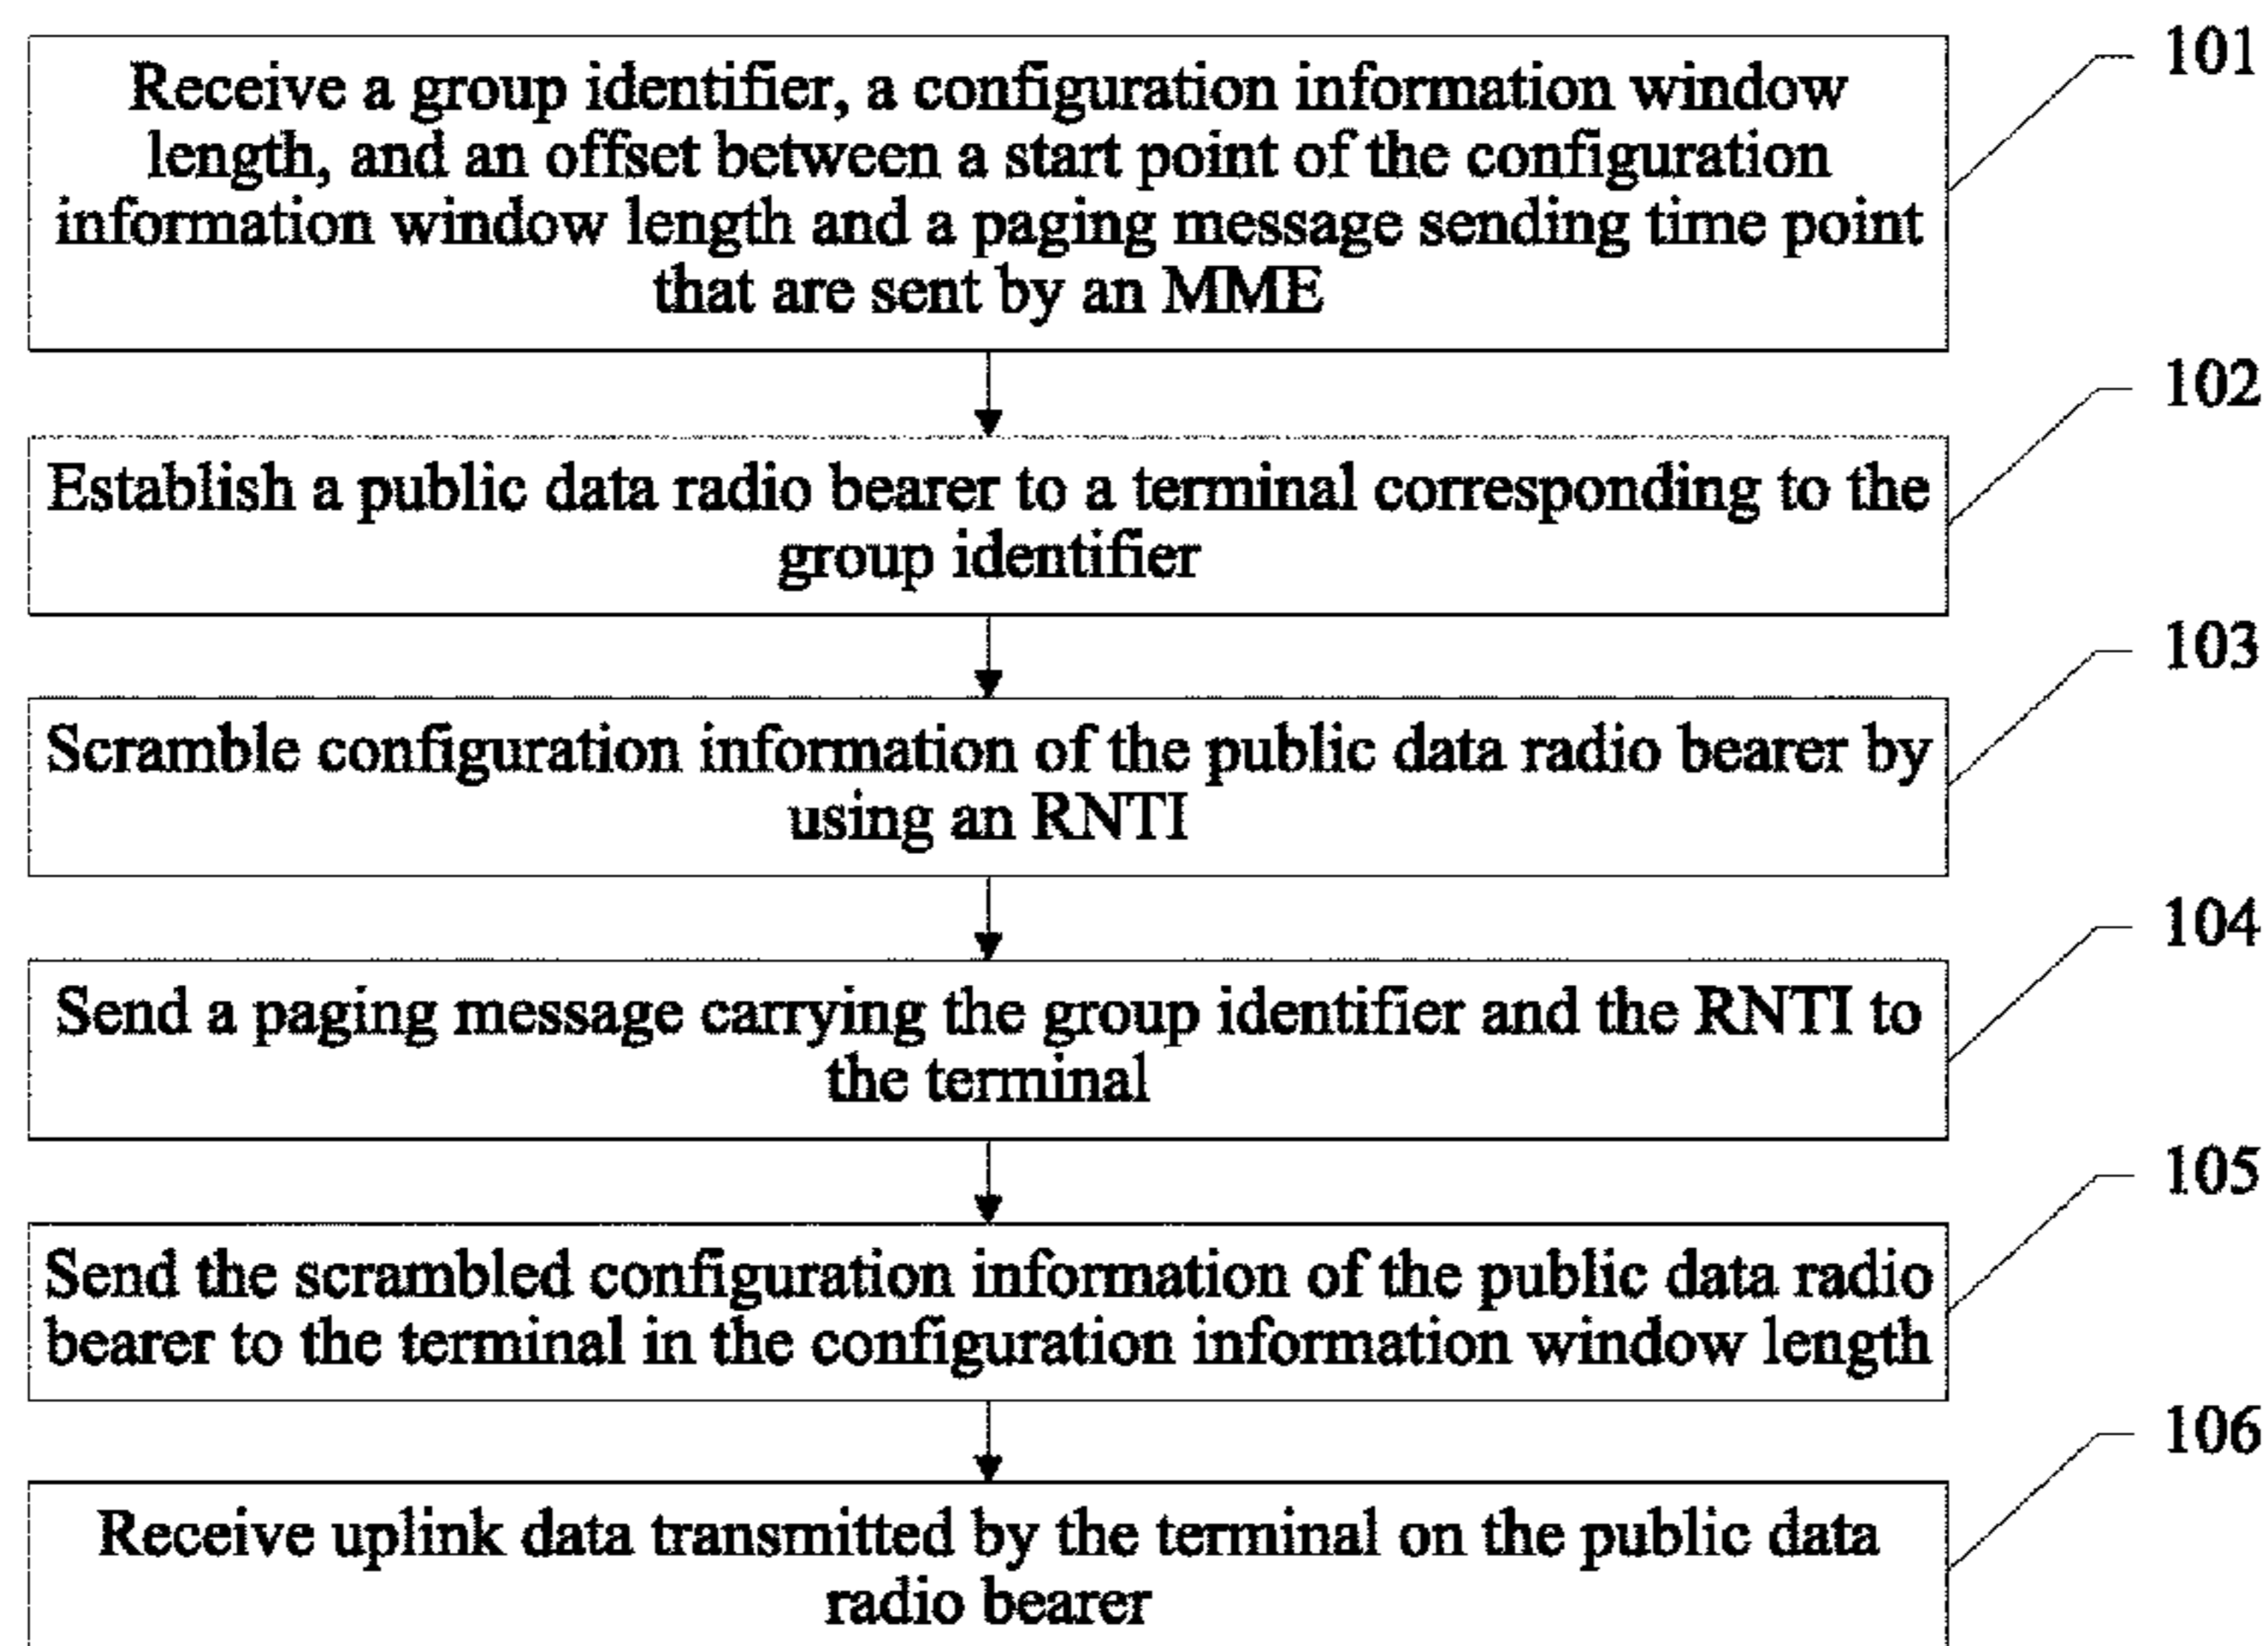 Receive a group identifier, a configuration information window
length, and an offset between a start point of the configuration
information window length and a paging message sending time point
that are sent by an MME
101
Establish a public data radio bearer to a terminal corresponding to the
group identifier
102
Scramble configuration information of the public data radio bearer by
using an RNTI
103
Send a paging message carrying the group identifier and the RNTI to
the terminal
104
Send the scrambled configuration information of the public data radio
bearer to the terminal in the configuration information window length
105
Receive uplink data transmitted by the terminal on the public data
radio bearer
106